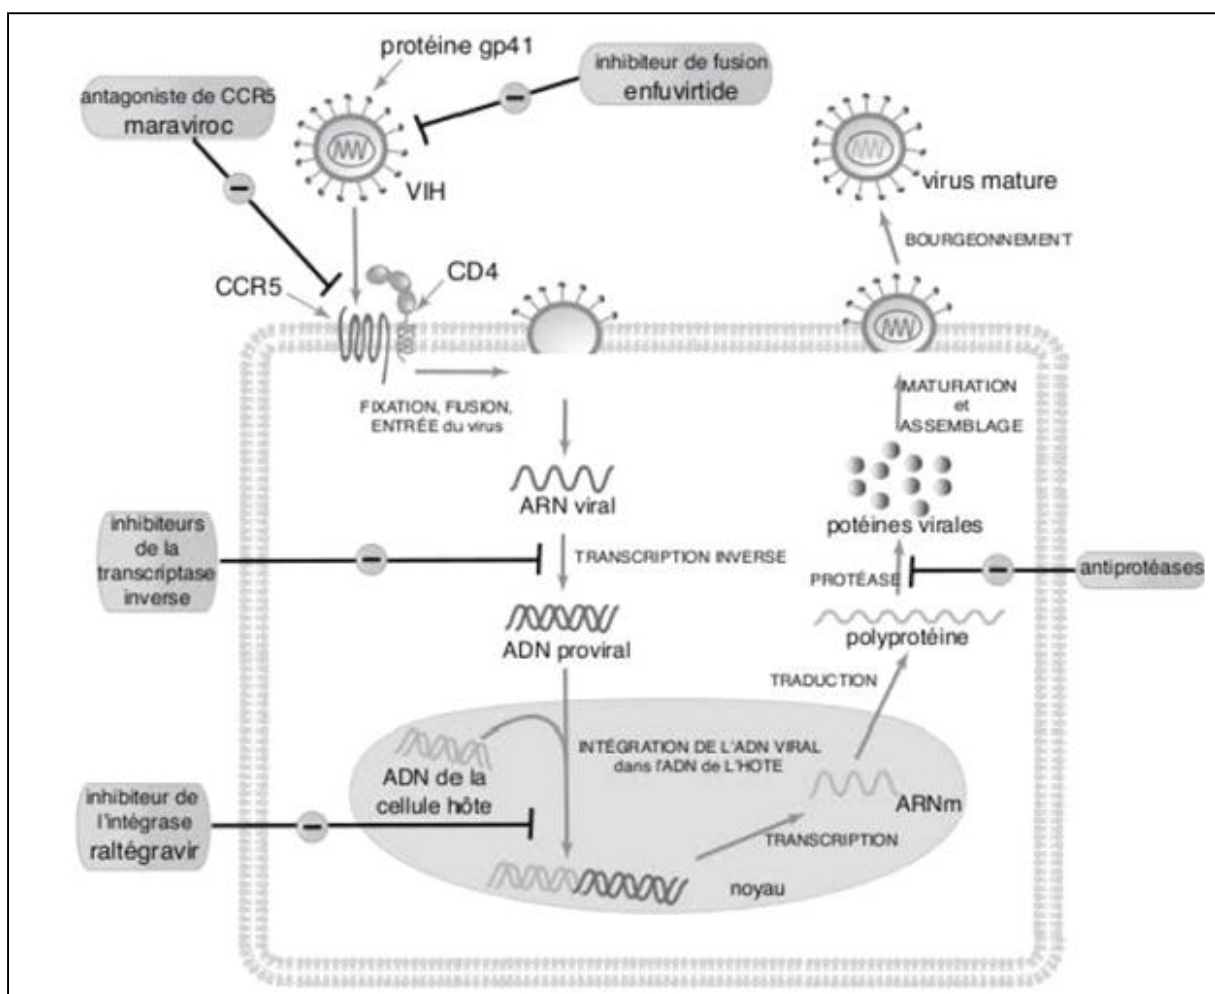 protéine gp41
inhibiteur de fusion
enfuvirtide
antagoniste de CCR5
maraviroc
VIH
virus mature
BOURGEONNEMENT
CCR5
CD4
FIXATION, FUSION,
ENTRÉE du virus
MATURATION
et
ASSEMBLAGE
ARN viral
potéines virales
inhibiteurs
de la
transcriptase
inverse
TRANSCRIPTION INVERSE
PROTÉASE
antiprotéases
ADN proviral
polyprotéine
TRADUCTION
INTÉGRATION DE L'ADN VIRAL
dans l'ADN de L'HOTE
ADN de la
cellule hôte
ARNm
inhibiteur de
l'intégrase
raltégravir
TRANSCRIPTION
noyau